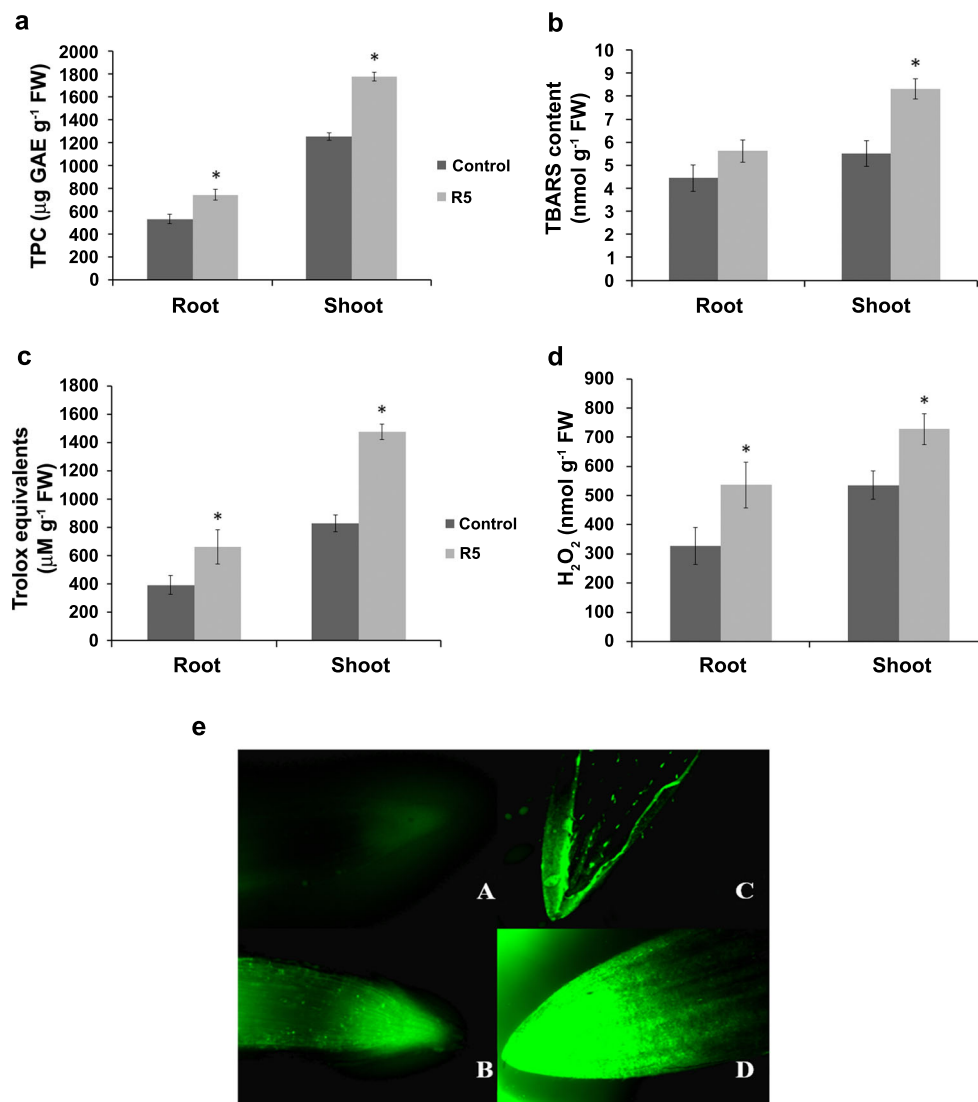 a
TPC (µg GAE g⁻¹ FW)
2000
1800
1600
1400
1200
1000
800
600
400
200
0
*
*
Root
Shoot
Control
R5
b
TBARS content
(nmol g⁻¹ FW)
10
9
8
7
6
5
4
3
2
1
0
*
Root
Shoot
c
Trolox equivalents
(µM g⁻¹ FW)
1800
1600
1400
1200
1000
800
600
400
200
0
*
*
Root
Shoot
Control
R5
d
H₂O₂ (nmol g⁻¹ FW
900
800
700
600
500
400
300
200
100
0
*
*
Root
Shoot
e
A
C
B
D